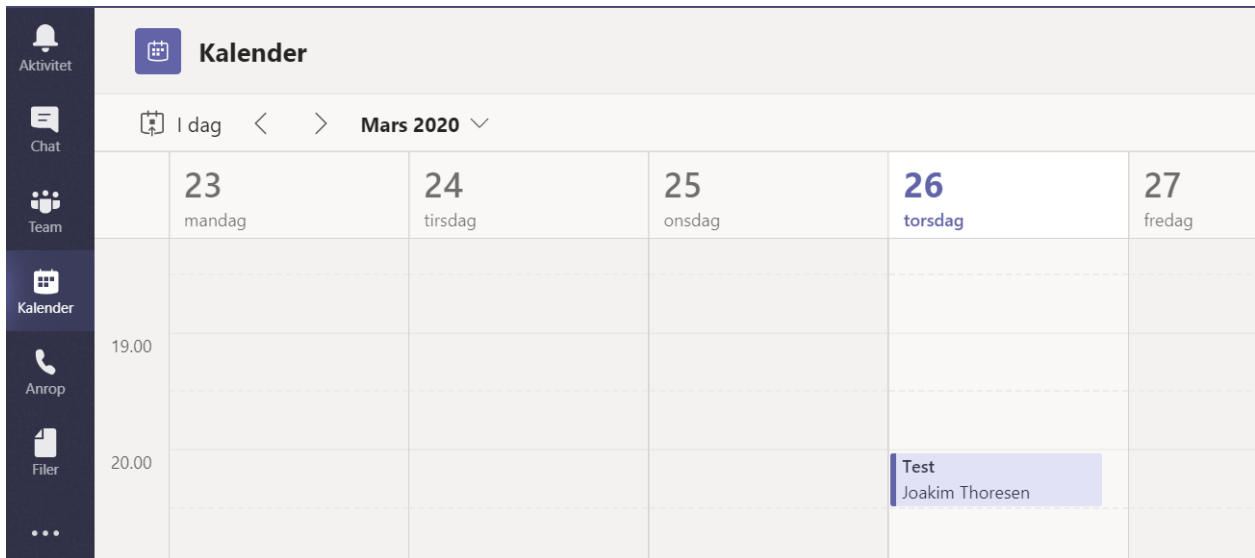 Aktivitet
Chat
Team
Kalender
Anrop
Filer
Kalender
I dag
Mars 2020
23
mandag
24
tirsdag
25
onsdag
26
torsdag
27
fredag
19.00
20.00
Test
Joakim Thoresen